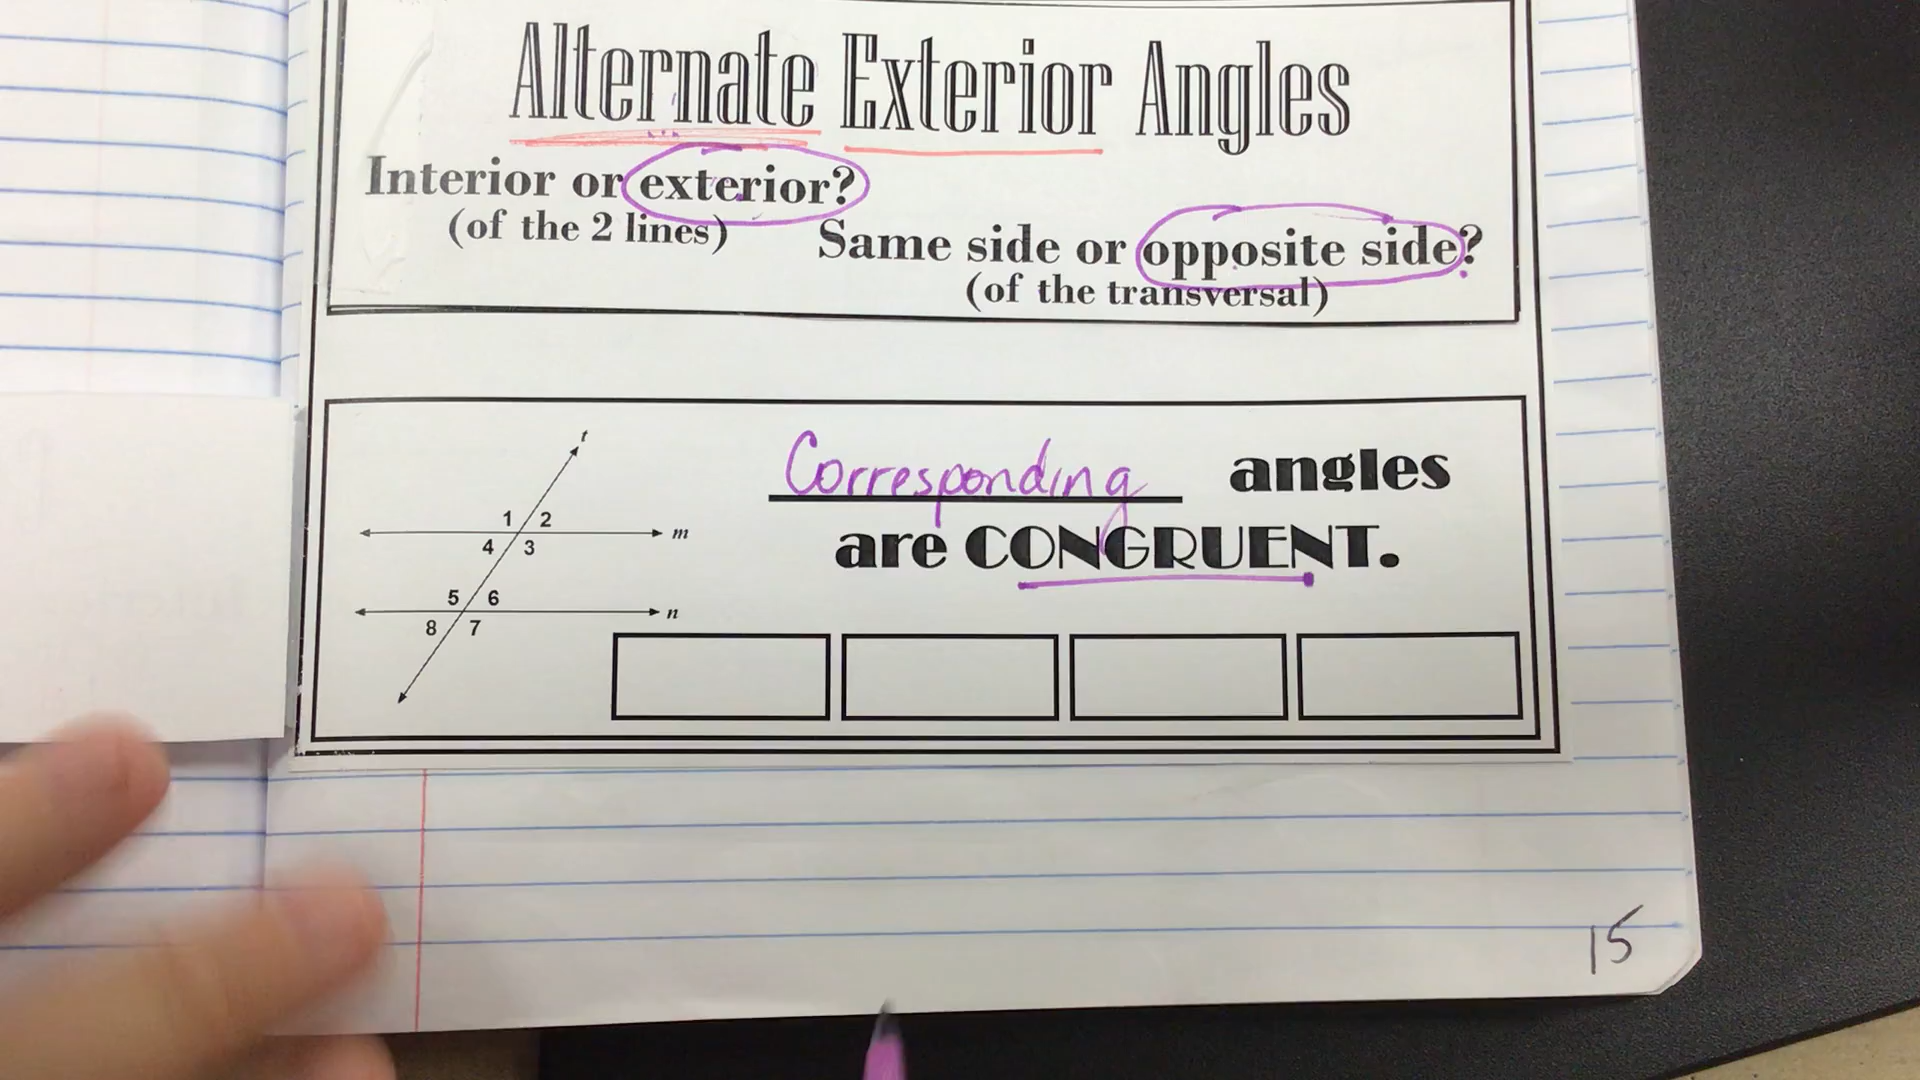 Alternate Exterior Angles
Interior or exterior?
(of the 2 lines)
Same side or opposite side?
(of the transversal)
t
Corresponding angles
are CONGRUENT.
1 2
m
4 3
5 6
n
8 7
15